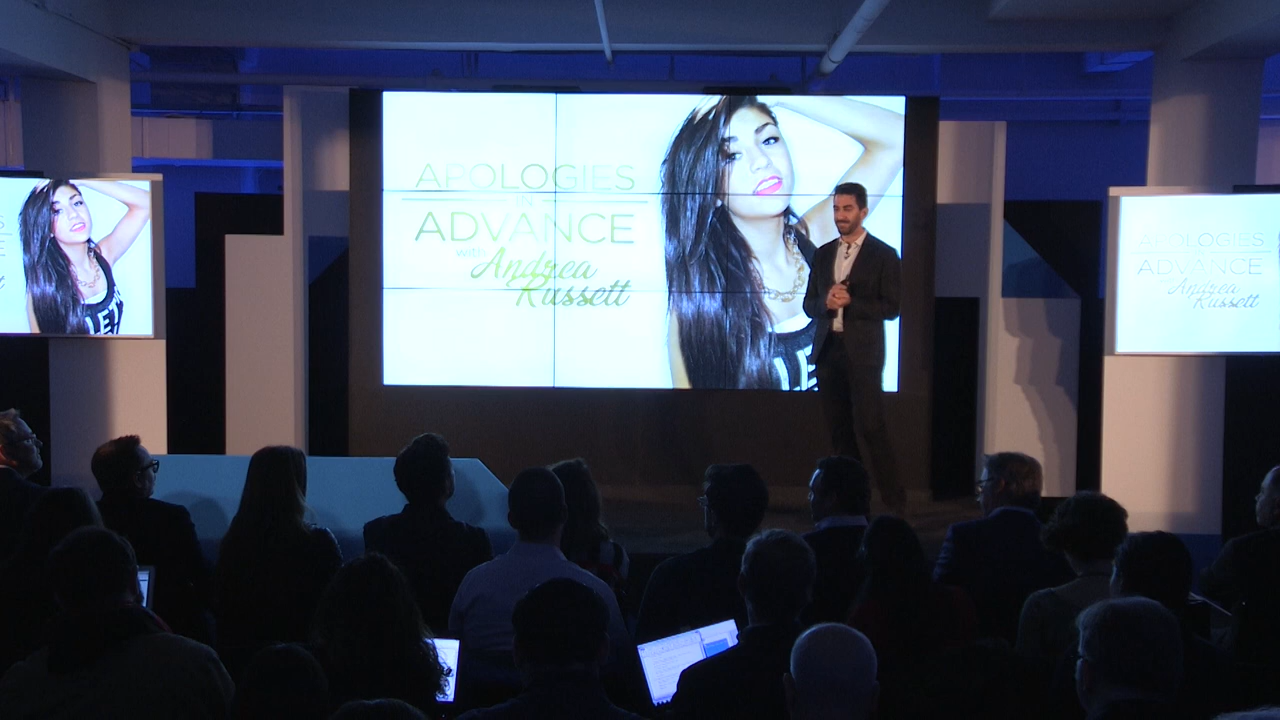 APOLOGIES
IN
ADVANCE
with Andrea
Russett
APOLOGIES
ADVANCE
Andrea
Russett